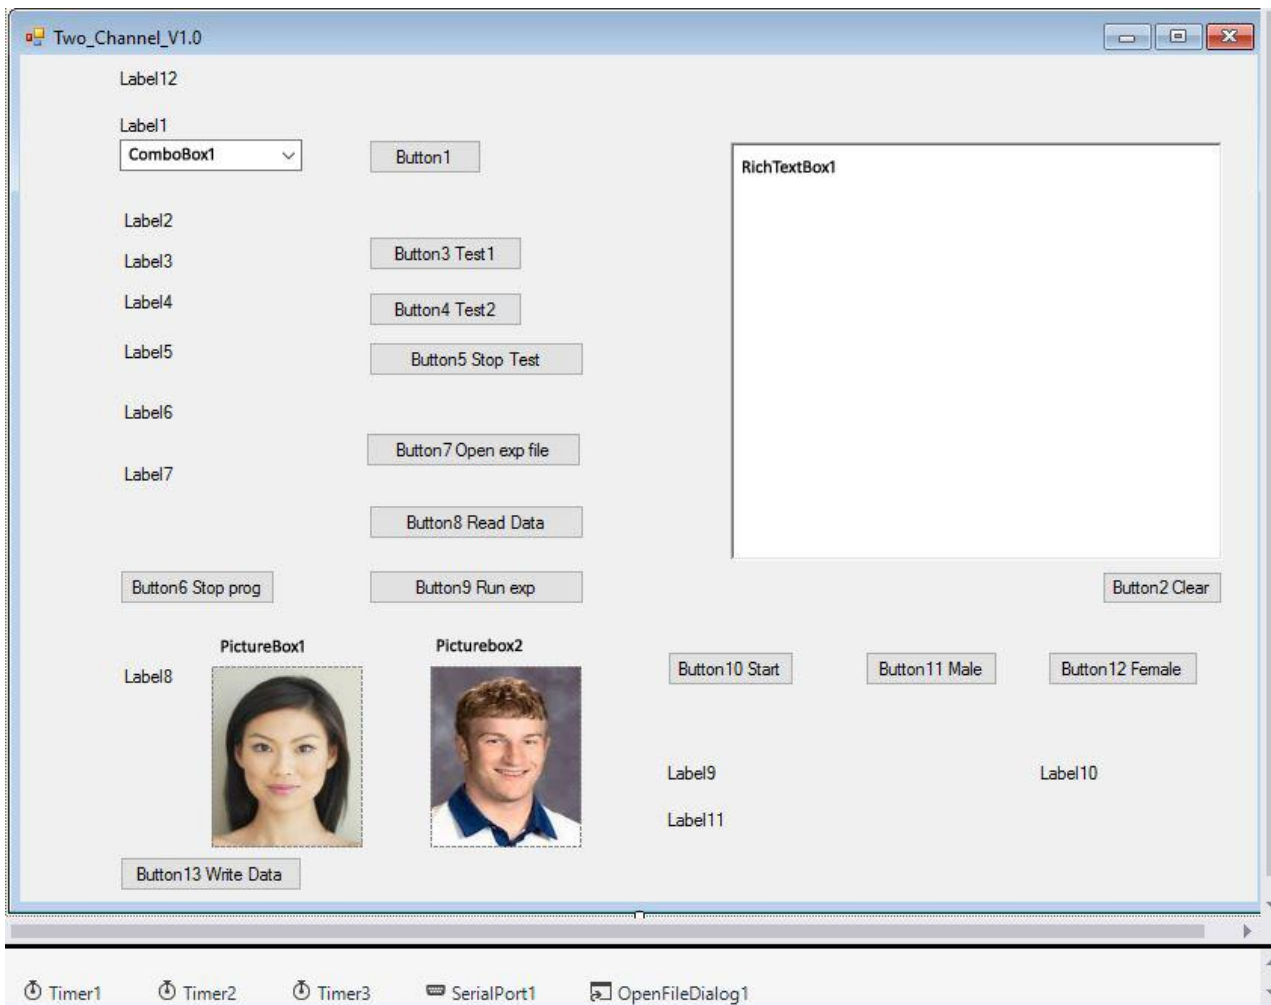 Two_Channel_V1.0
Label12
Label1
ComboBox1
Button1
RichTextBox1
Label2
Label3
Button3 Test1
Label4
Button4 Test2
Label5
Button5 Stop Test
Label6
Button7 Open exp file
Label7
Button8 Read Data
Button6 Stop prog
Button9 Run exp
Button2 Clear
PictureBox1
Picturebox2
Label8
Button10 Start
Button11 Male
Button12 Female
Label9
Label10
Label11
Button13 Write Data
Timer1
Timer2
Timer3
SerialPort1
OpenFileDialog1